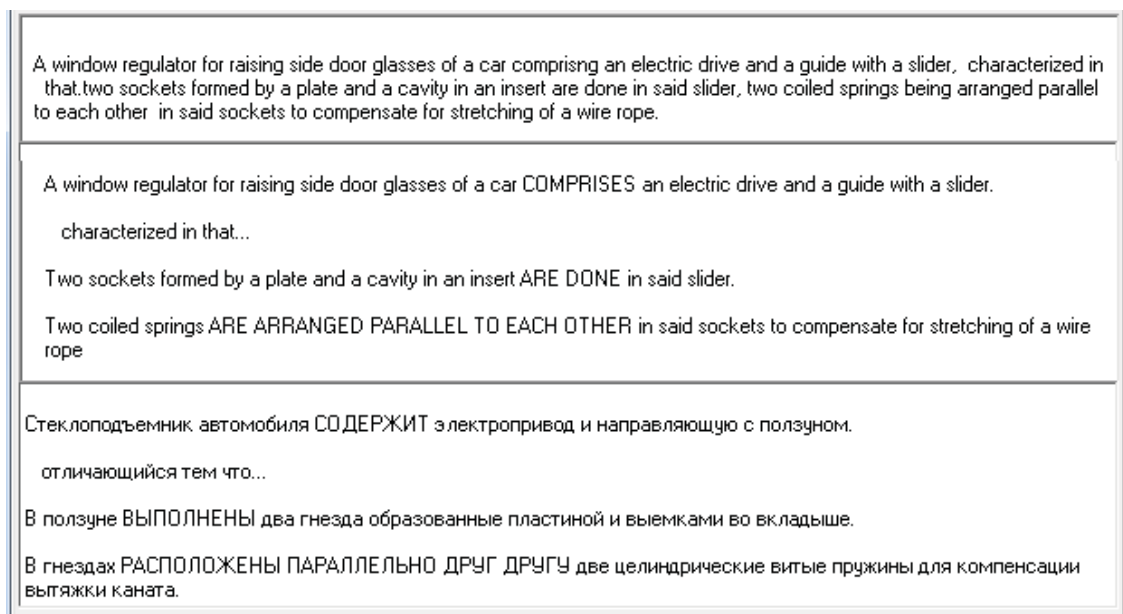 A window regulator for raising side door glasses of a car comprisng an electric drive and a guide with a slider,  characterized in
that.two sockets formed by a plate and a cavity in an insert are done in said slider, two coiled springs being arranged parallel
to each other  in said sockets to compensate for stretching of a wire rope.
A window regulator for raising side door glasses of a car COMPRISES an electric drive and a guide with a slider.
characterized in that...
Two sockets formed by a plate and a cavity in an insert ARE DONE in said slider.
Two coiled springs ARE ARRANGED PARALLEL TO EACH OTHER in said sockets to compensate for stretching of a wire
rope
Стеклоподъемник автомобиля СОДЕРЖИТ электропривод и направляющую с ползуном.
отличающийся тем что...
В ползуне ВЫПОЛНЕНЫ два гнезда образованные пластиной и выемками во вкладыше.
В гнездах РАСПОЛОЖЕНЫ ПАРАЛЛЕЛЬНО ДРУГ ДРУГУ две целиндрические витые пружины для компенсации
вытяжки каната.